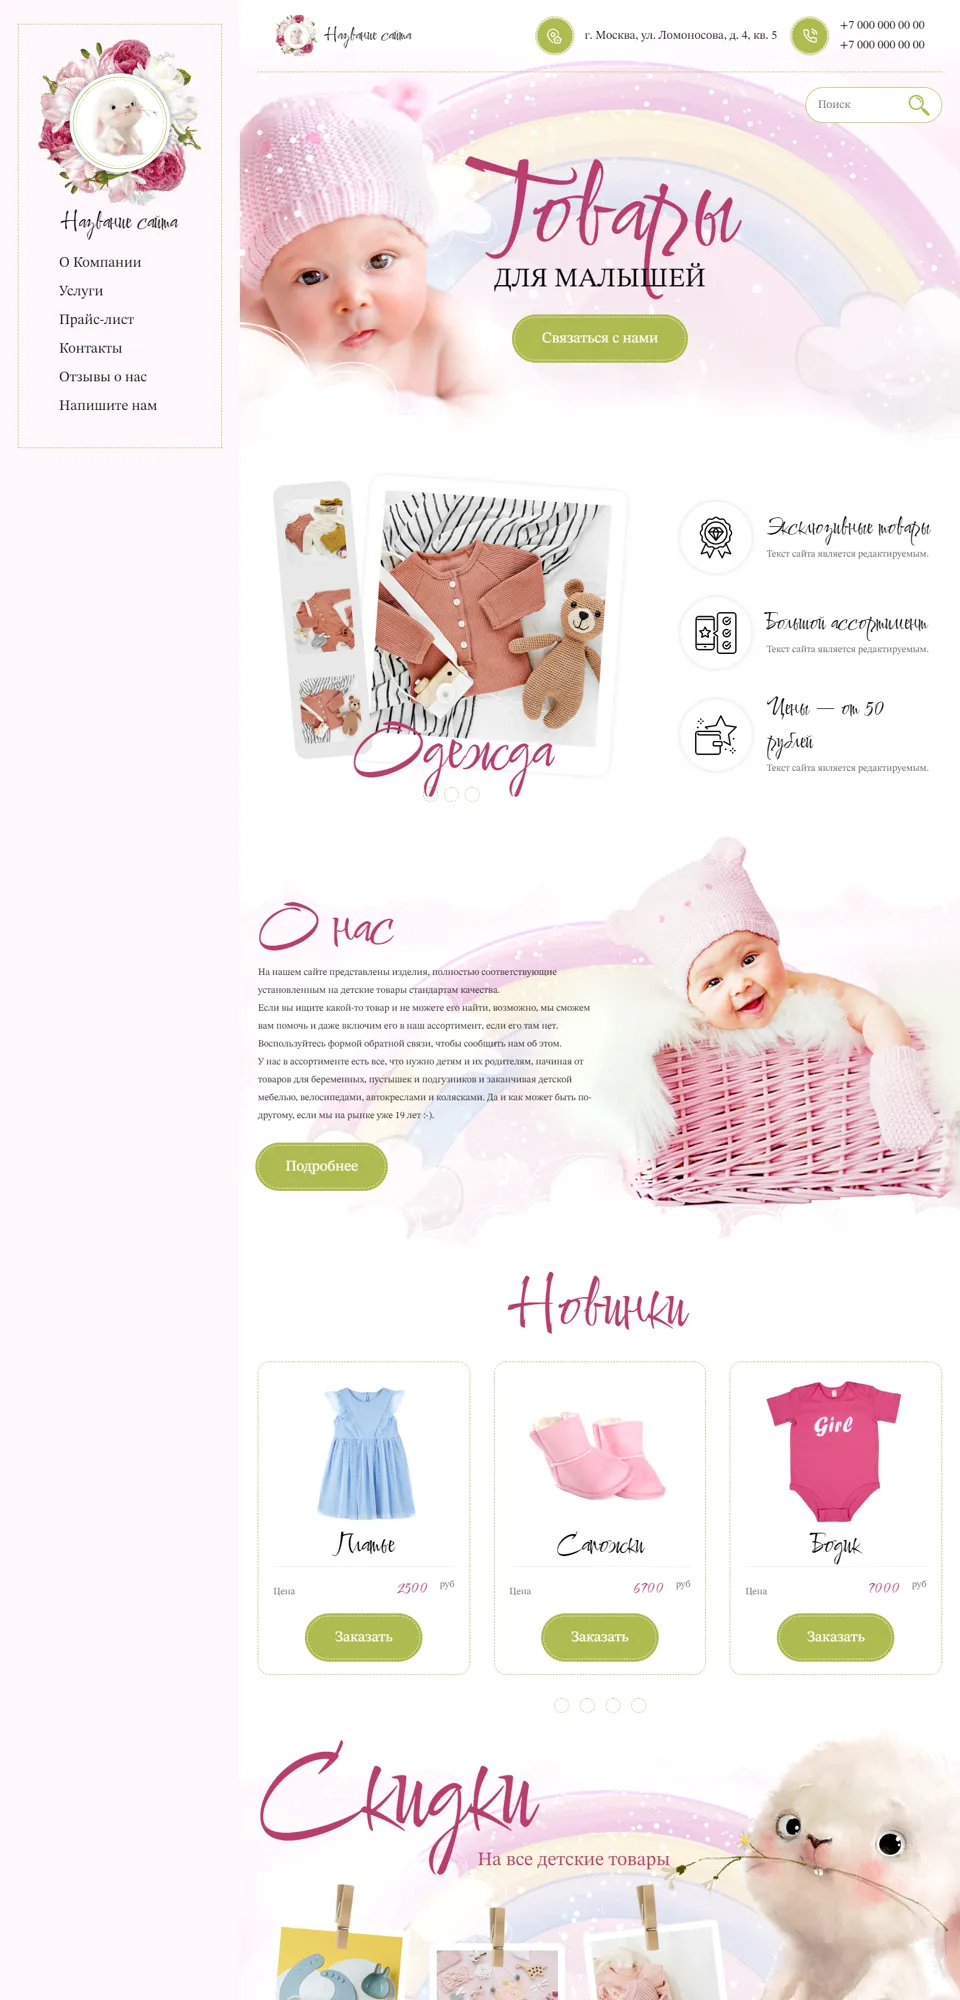 Название сайта
О Компании
Услуги
Прайс-лист
Контакты
Отзывы о нас
Напишите нам
Название сайта
г. Москва, ул. Ломоносова, д. 4, кв. 5
+7 000 000 00 00
+7 000 000 00 00
Поиск
Товары
ДЛЯ МАЛЫШЕЙ
Связаться с нами
Одежда
Эксклюзивные товары
Текст сайта является редактируемым.
Большой ассортимент
Текст сайта является редактируемым.
Цены — от 50
рублей
Текст сайта является редактируемым.
О нас
На нашем сайте представлены изделия, полностью соответствующие
установленным на детские товары стандартам качества.
Если вы ищите какой-то товар и не можете его найти, возможно, мы сможем
вам помочь и даже включим его в наш ассортимент, если его там нет.
Воспользуйтесь формой обратной связи, чтобы сообщить нам об этом.
У нас в ассортименте есть все, что нужно детям и их родителям, начиная от
товаров для беременных, пустышек и подгузников и заканчивая детской
мебелью, велосипедами, автокреслами и колясками. Да и как может быть по-
другому, если мы на рынке уже 19 лет :-).
Подробнее
Новинки
Платье
Цена 2500 руб
Заказать
Сапожки
Цена 6700 руб
Заказать
Girl
Бодик
Цена 7000 руб
Заказать
Скидки
На все детские товары